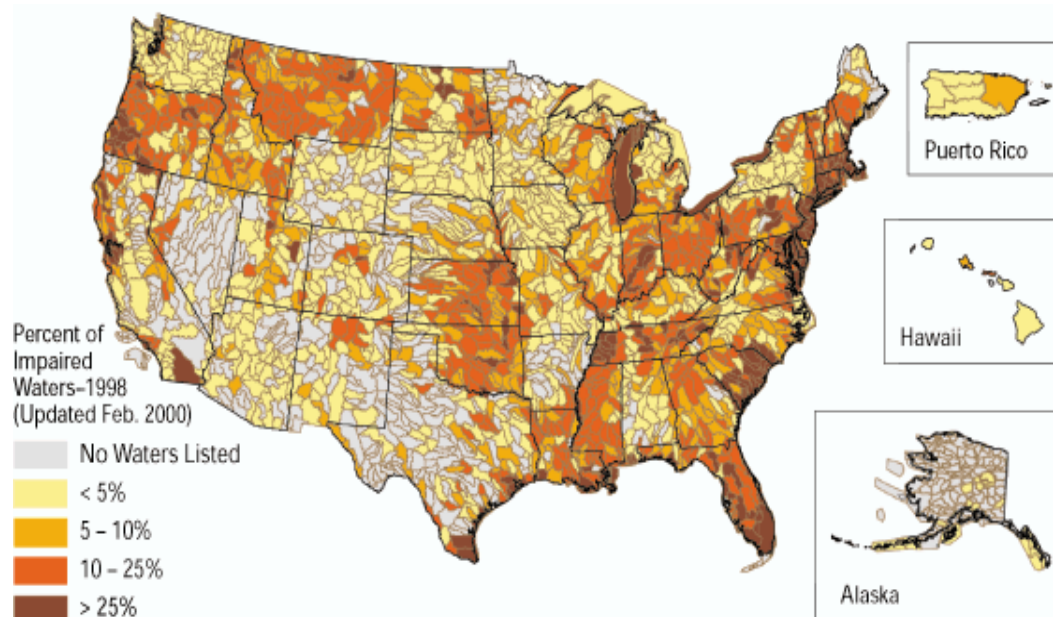 Puerto Rico
Hawaii
Alaska
Percent of
Impaired
Waters–1998
(Updated Feb. 2000)
No Waters Listed
< 5%
5 – 10%
10 – 25%
> 25%